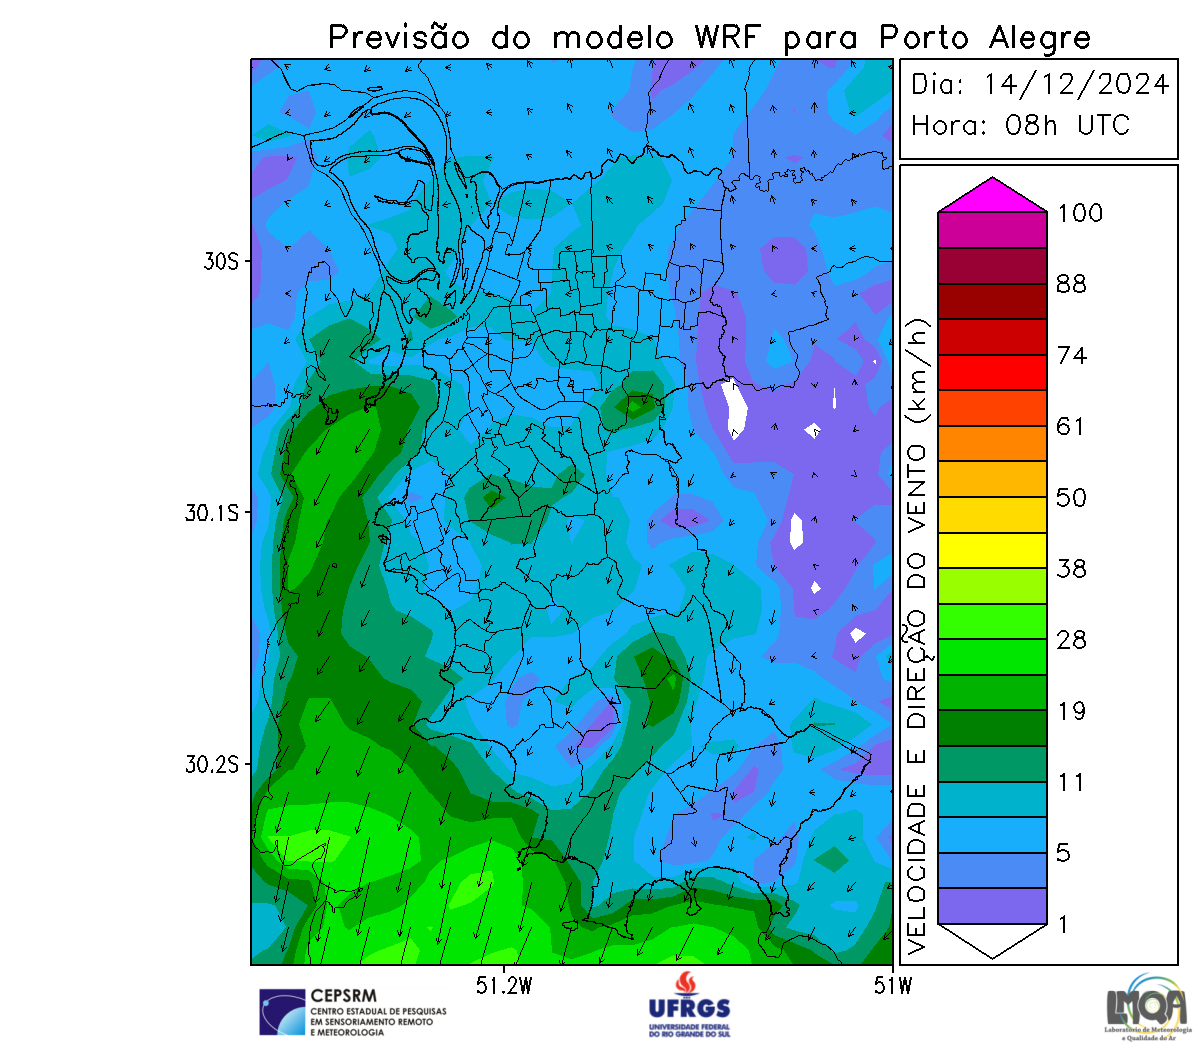 Previsão do modelo WRF para Porto Alegre
Dia: 14/12/2024
Hora: 08h UTC
30S
30.1S
30.2S
51.2W
51W
VELOCIDADE E DIREÇÃO DO VENTO (km/h)
100
88
74
61
50
38
28
19
11
5
1
CEPSRM
CENTRO ESTADUAL DE PESQUISAS
EM SENSORIAMENTO REMOTO
E METEOROLOGIA
UFRGS
UNIVERSIDADE FEDERAL
DO RIO GRANDE DO SUL
LMQA
Laboratório de Meteorologia
e Qualidade do Ar